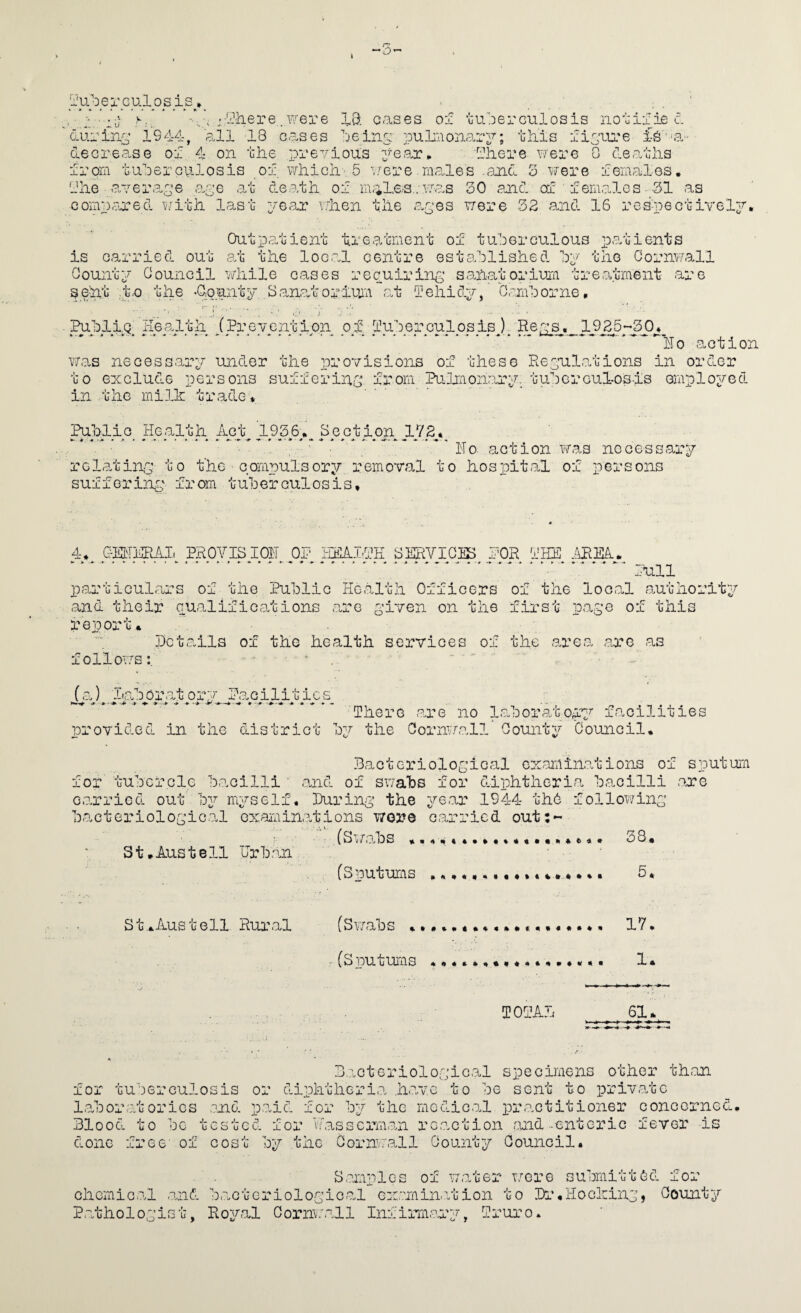 -3-
Tuberculosis.
There were 18 cases of tuberculosis notified
during 1944, all 18 cases being pulmonary; this figure is a
decrease of 4 on the previous year. There were 8 deaths
from tuberculosis of which 5 were males and 3 were females.
The average age at death of males was 30 and of females 31 as
compared with last year when the ages were 32 and 16 respectively.
Outpatient treatment of tuberculous patients
is carried out at the local centre established by the Cornwall
County Council while cases requiring sanatorium treatment are
sent to the County Sanatorium at Tehidy, Camborne.
Public Health (Prevention of Tuberculosis) Regs. 1925-30.
No action
was necessary under the provisions of these Regulations in order
to exclude persons suffering from Pulmonary tuberculosis employed
in the milk trade.
Public Health Act 1936. Section 172.
No action was necessary
relating to the compulsory removal to hospital of persons
suffering from tuberculosis.
4. GENERAL PROVISION OF HEALTH SERVICES FOR THE AREA.
Full
particulars of the Public Health Officers of the local authority
and their qualifications are given on the first page of this
report.
Details of the health services of the area are as
follows:
(a) Laboratory Facilities
There are no laboratory facilities
provided in the district by the Cornwall County Council.
Bacteriological examinations of sputum
for tubercle bacilli and of swabs for diphtheria bacilli are
carried out by myself. During the year 1944 the following
bacteriological examinations were carried out:-
(Swabs .................... 38.
St.Austell Urban
(Sputums .................. 5.
St.Austell Rural (Swabs .................... 17.
(Sputums .................. 1.
TOTAL 61.
Bacteriological specimens other than
for tuberculosis or diphtheria have to be sent to private
laboratories and paid for by the medical practitioner concerned.
Blood to be tested for Wasserman reaction and enteric fever is
done free of cost by the Cornwall County Council.
Samples of water were submitted for
chemical and bacteriological examination to Dr.Hocking, County
Pathologist, Royal Cornwall Infirmary, Truro.